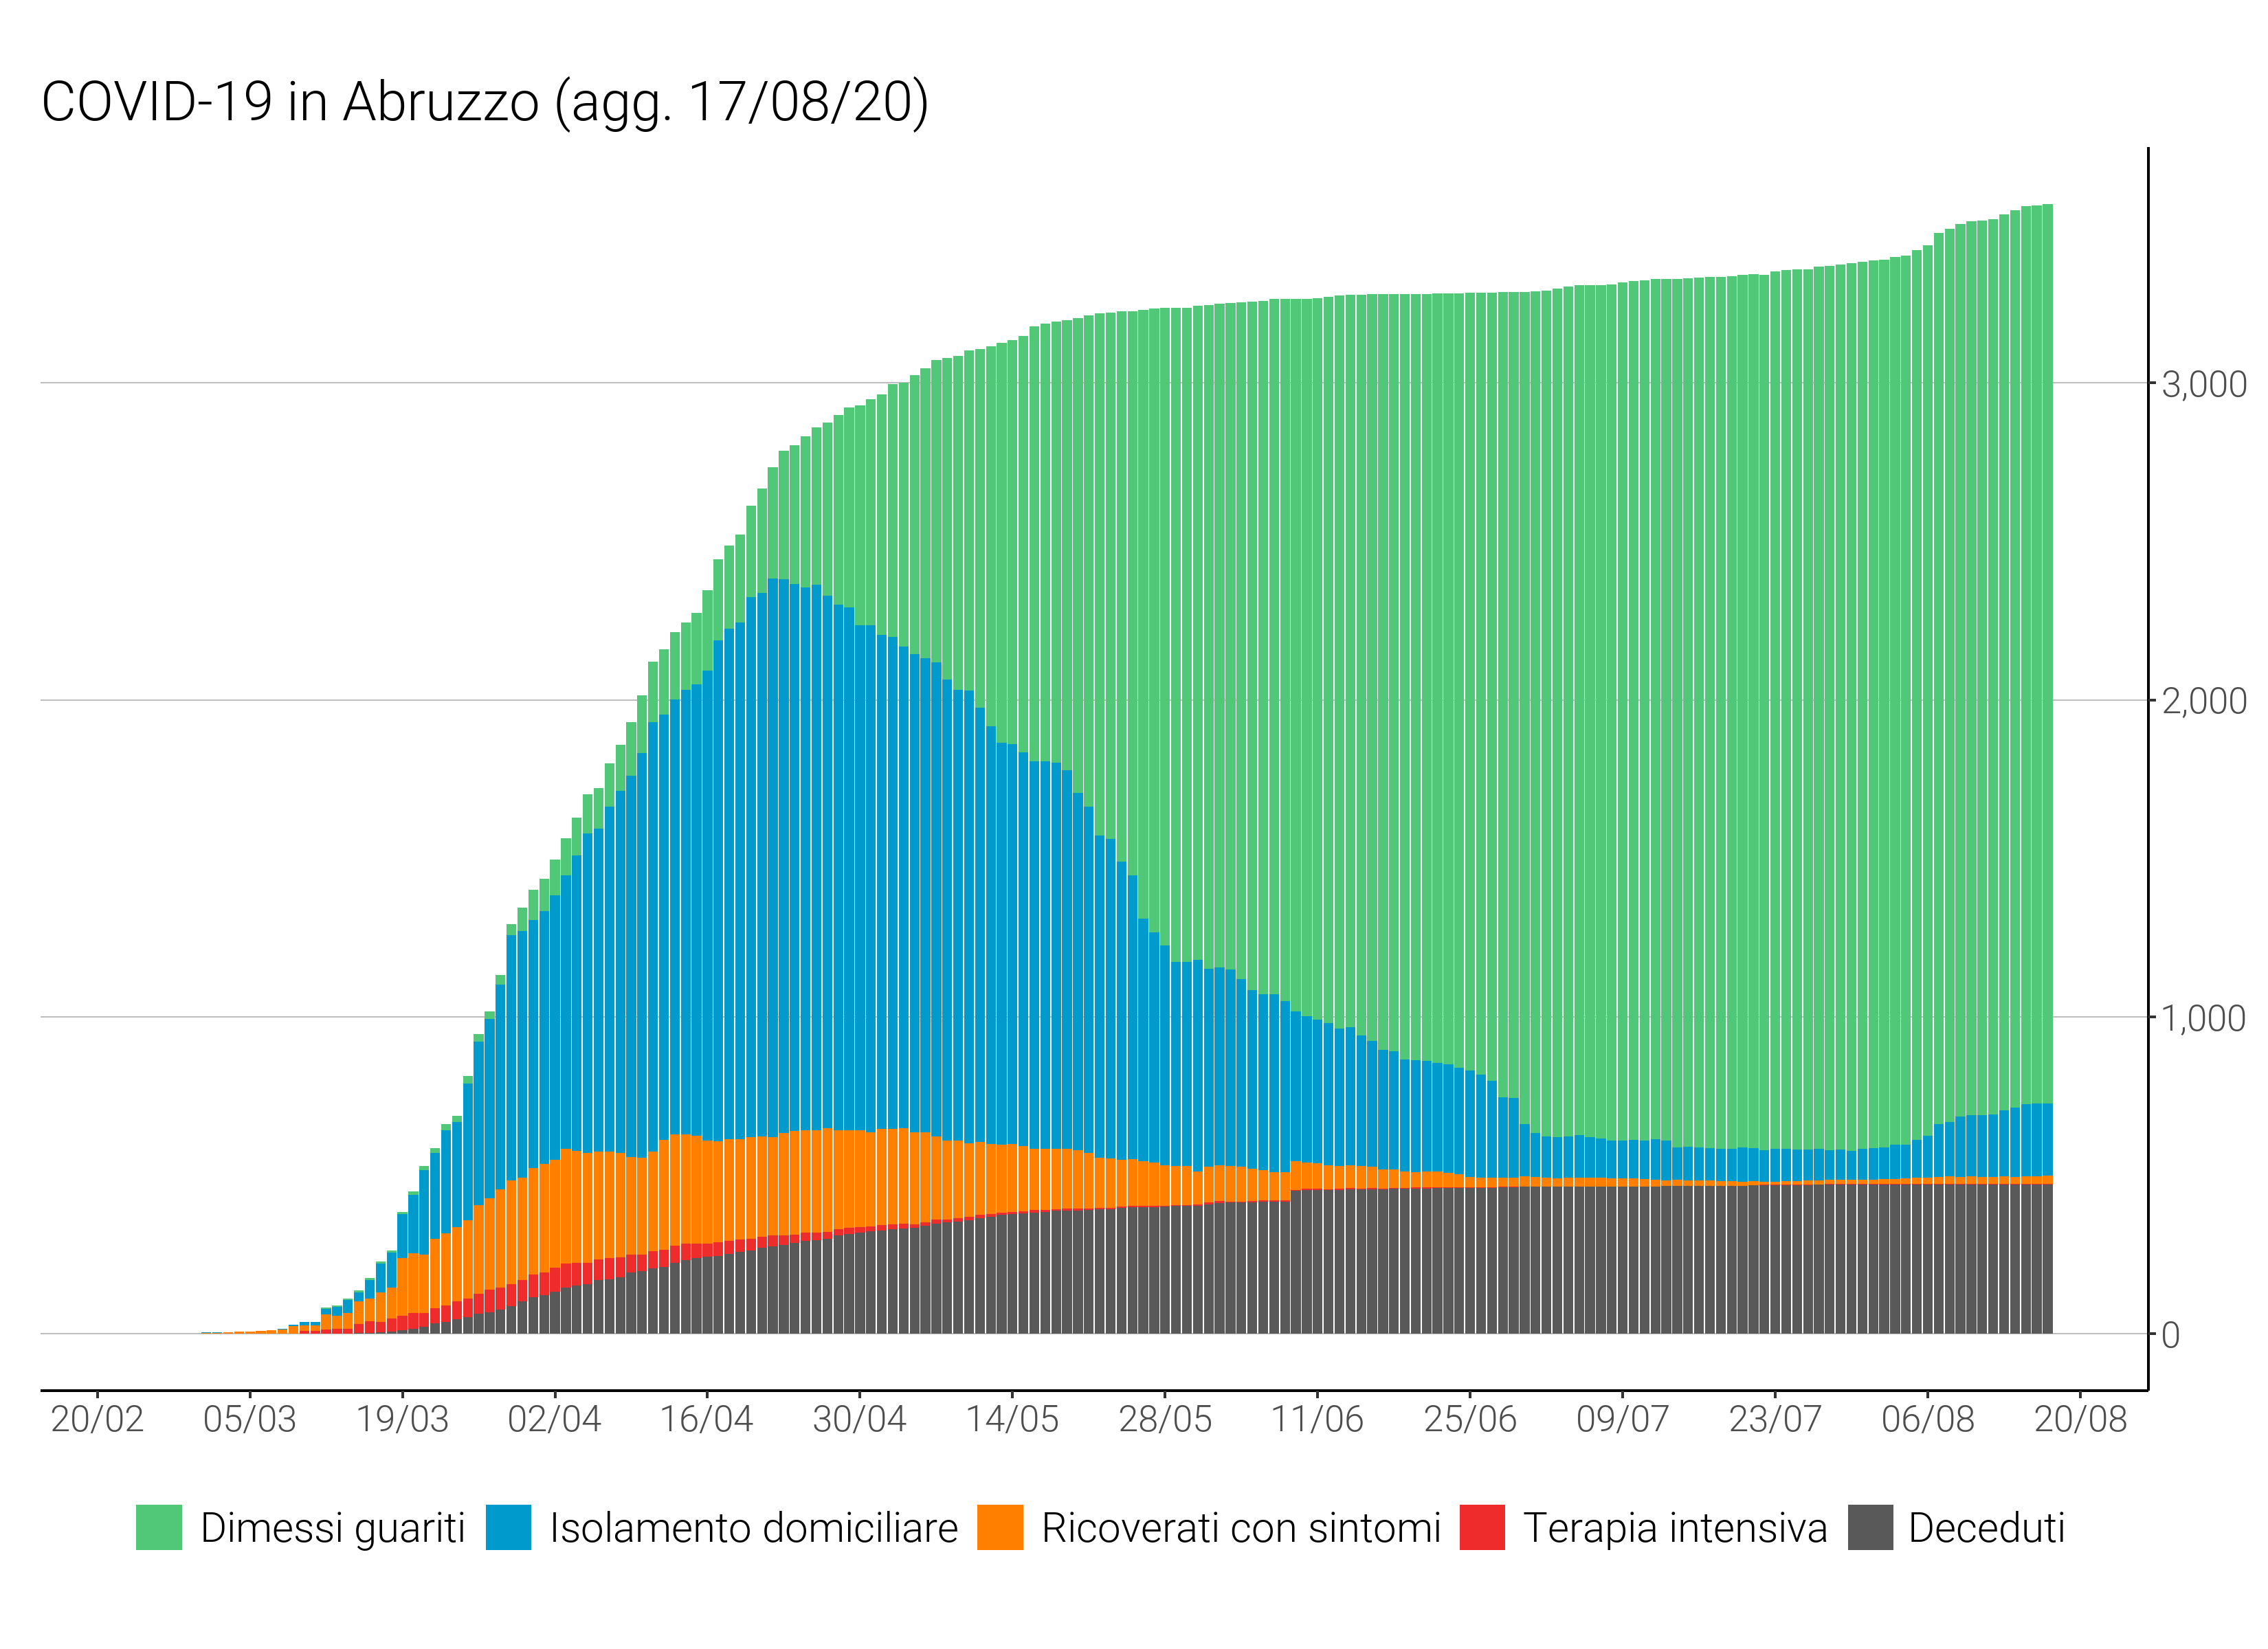 COVID-19 in Abruzzo (agg. 17/08/20)
3,000
2,000
1,000
0
20/02 05/03 19/03 02/04 16/04 30/04 14/05 28/05 11/06 25/06 09/07 23/07 06/08 20/08
Dimessi guariti Isolamento domiciliare Ricoverati con sintomi Terapia intensiva Deceduti